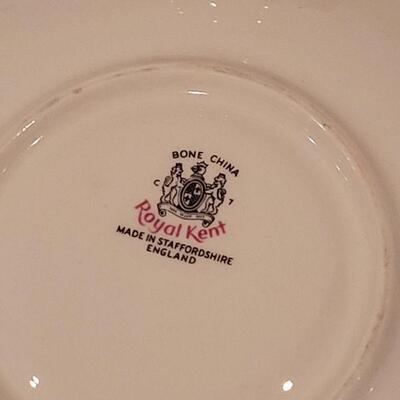 BONE CHINA
C 7
Royal Kent
MADE IN STAFFORDSHIRE
ENGLAND